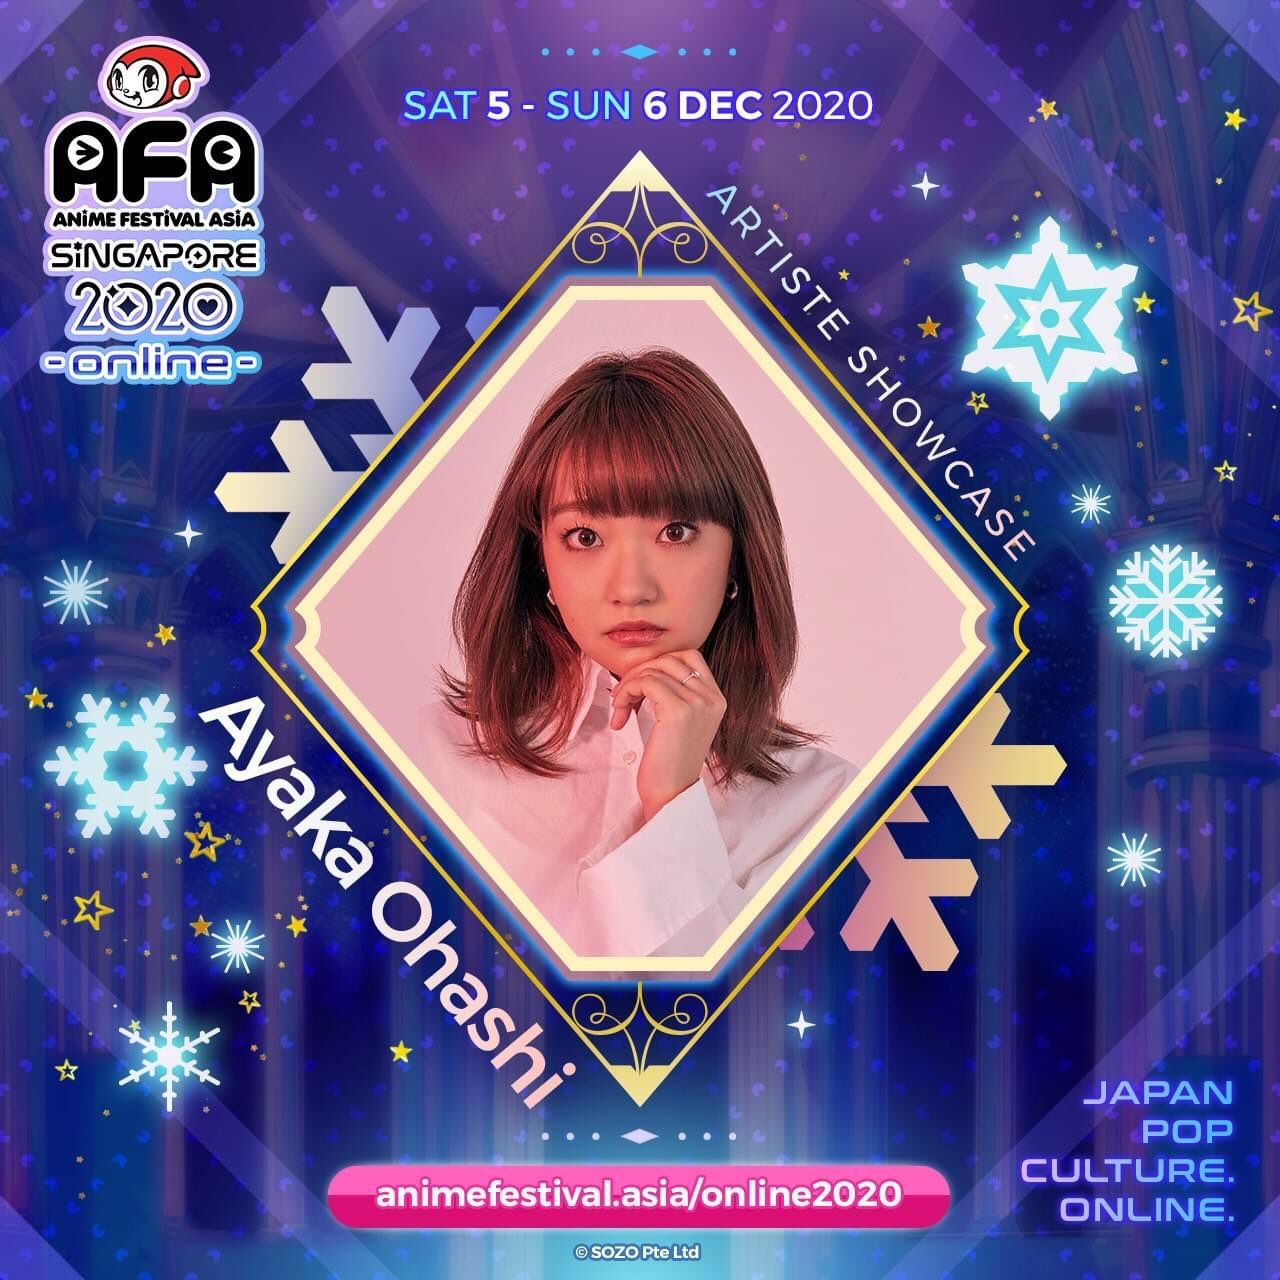 AFA
ANIME FESTIVAL ASIA
SINGAPORE
2020
-online-
SAT 5 - SUN 6 DEC 2020
ARTISTE SHOWCASE
Ayaka Ohashi
JAPAN
POP
CULTURE.
ONLINE.
animefestival.asia/online2020
© SOZO Pte Ltd